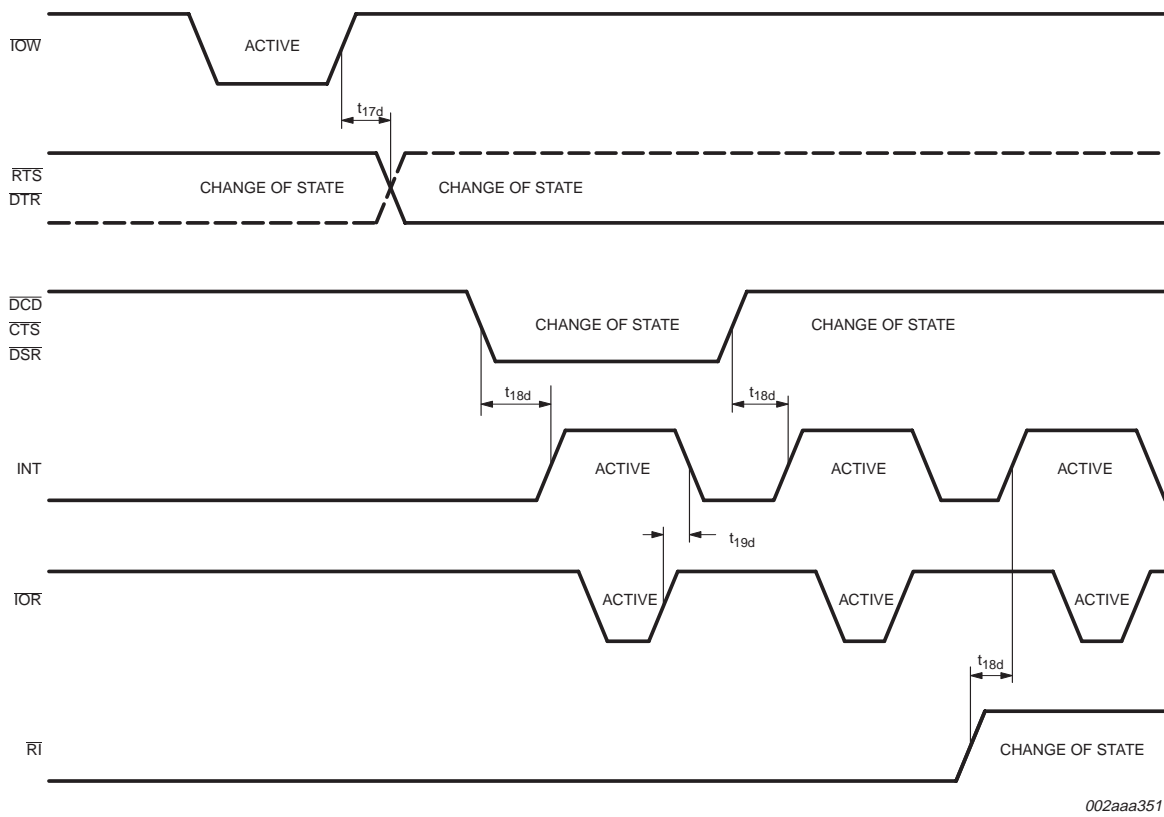 IOW
ACTIVE
t17d
RTS
DTR
CHANGE OF STATE
CHANGE OF STATE
DCD
CTS
DSR
CHANGE OF STATE
CHANGE OF STATE
t18d
t18d
INT
ACTIVE
ACTIVE
ACTIVE
t19d
IOR
ACTIVE
ACTIVE
ACTIVE
t18d
RI
CHANGE OF STATE
002aaa351